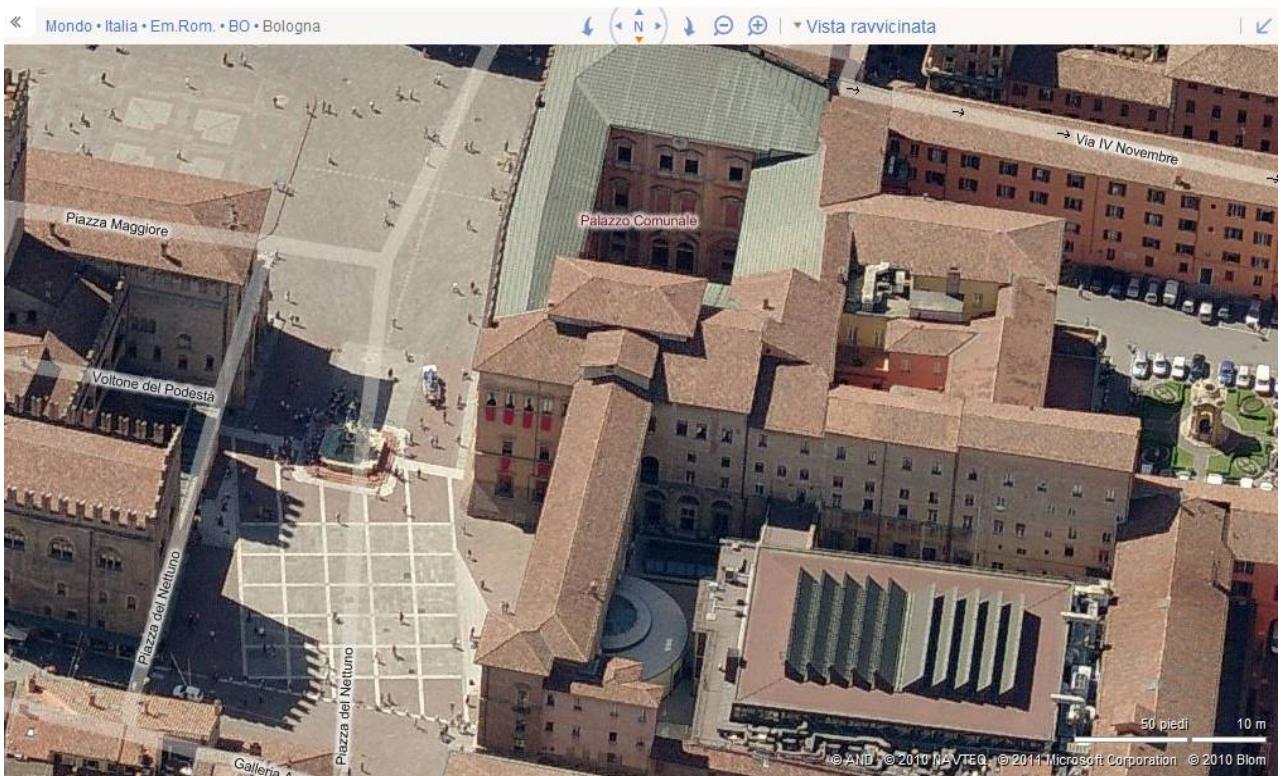 « Mondo • Italia • Em.Rom. • BO • Bologna N Vista ravvicinata
Via IV Novembre
Piazza Maggiore
Palazzo Comunale
Voltone del Podestà
Piazza del Nettuno
Piazza del Nettuno
Galleria A
50 piedi 10 m
© AND © 2010 NAVTEQ © 2011 Microsoft Corporation © 2010 Blom